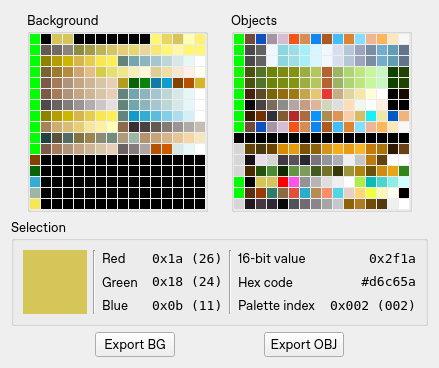 Background Objects
Selection
Red 0x1a (26) 16-bit value 0x2f1a
Green 0x18 (24) Hex code #d6c65a
Blue 0x0b (11) Palette index 0x002 (002)
Export BG Export OBJ